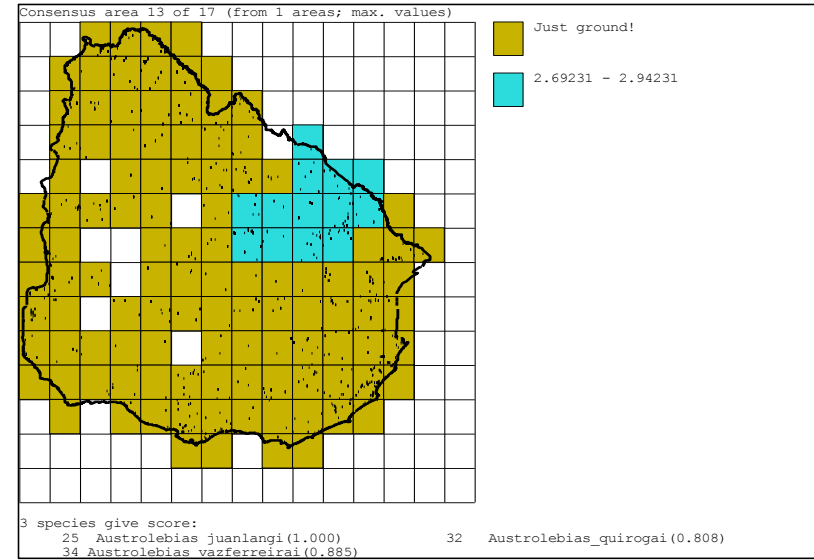 Consensus area 13 of 17 (from 1 areas; max. values)
Just ground!
2.69231 - 2.94231
3 species give score:
25 Austrolebias juanlangi(1.000) 32 Austrolebias_quirogai(0.808)
34 Austrolebias vazferreirai(0.885)